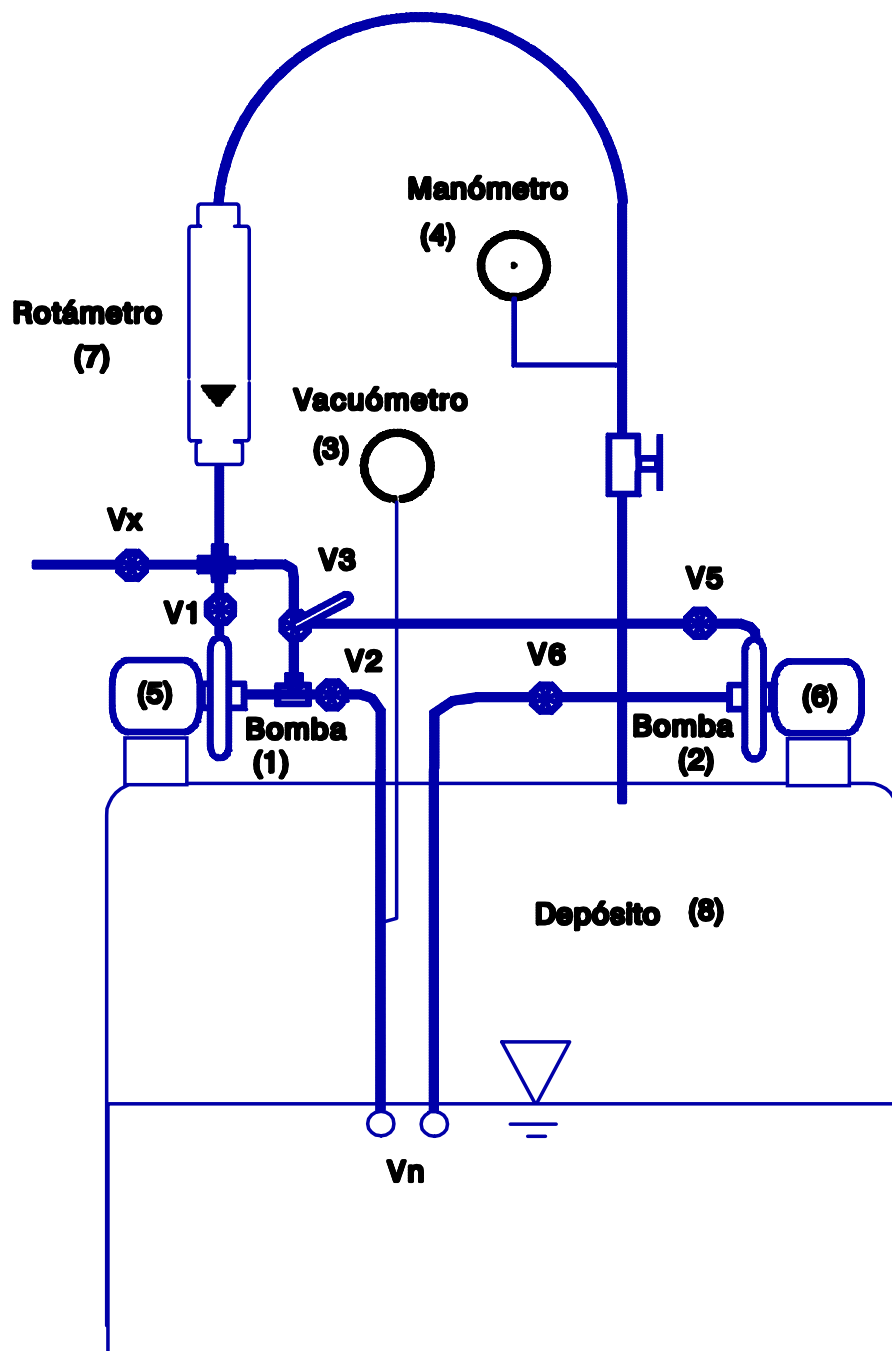 Manómetro
(4)
Rotámetro
(7)
Vacuómetro
(3)
Vx
V3
V5
V1
V2
V6
(5)
(6)
Bomba
(1)
Bomba
(2)
Depósito (8)
Vn